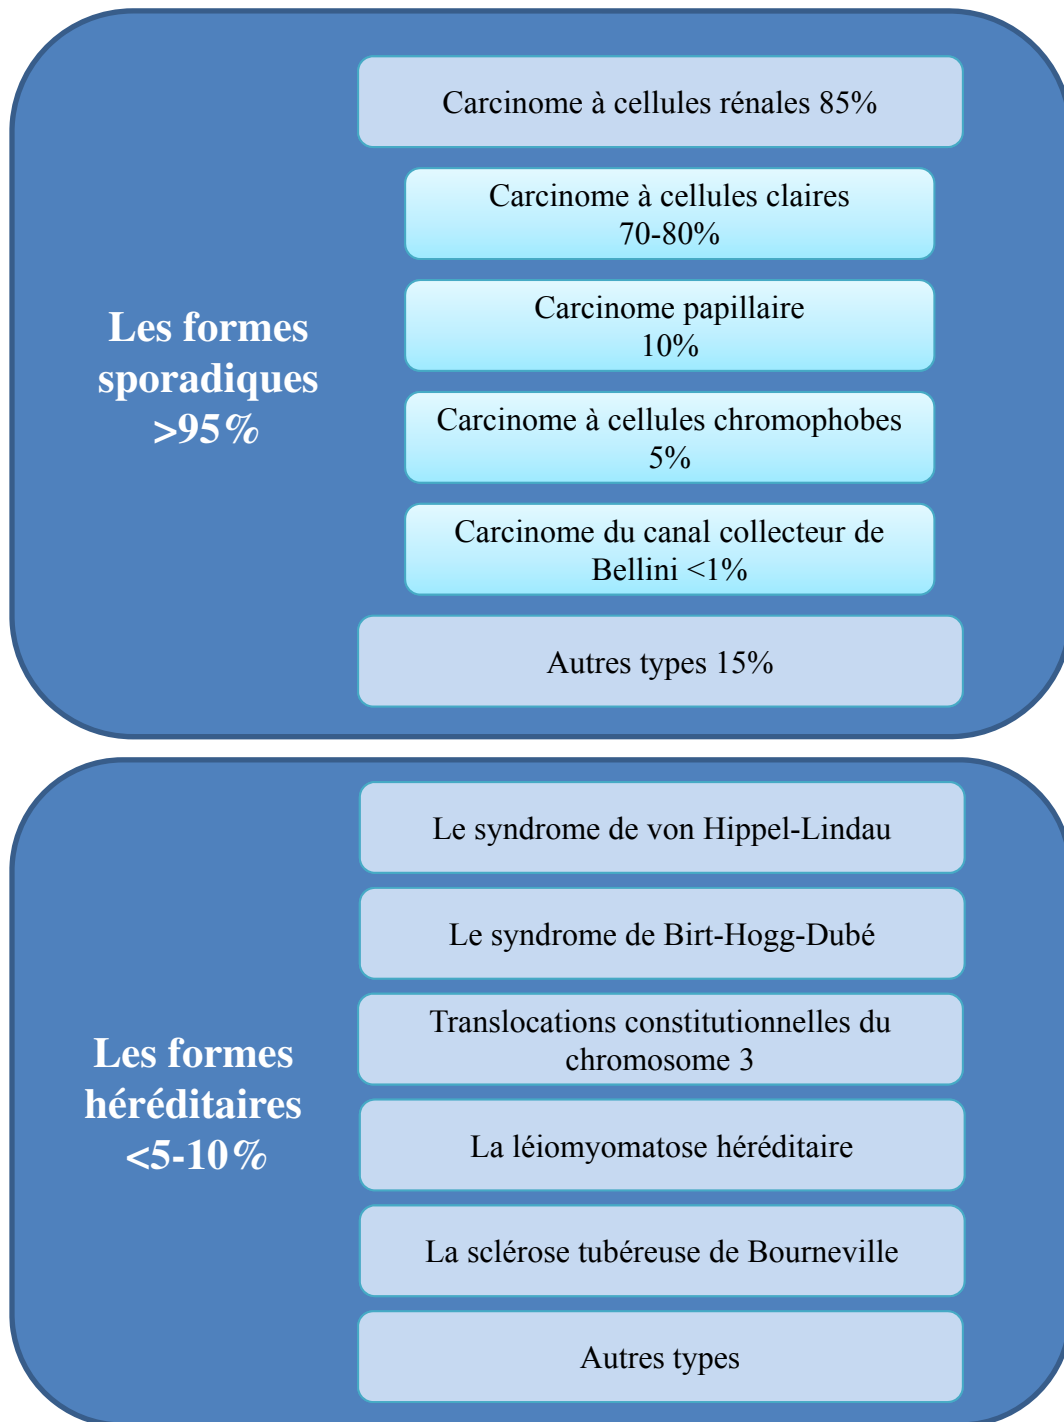 Carcinome à cellules rénales 85%
Carcinome à cellules claires
70-80%
Carcinome papillaire
10%
Carcinome à cellules chromophobes
5%
Carcinome du canal collecteur de
Bellini <1%
Autres types 15%
Les formes
sporadiques
>95%
Le syndrome de von Hippel-Lindau
Le syndrome de Birt-Hogg-Dubé
Translocations constitutionnelles du
chromosome 3
La léiomyomatose héréditaire
La sclérose tubéreuse de Bourneville
Autres types
Les formes
héréditaires
<5-10%